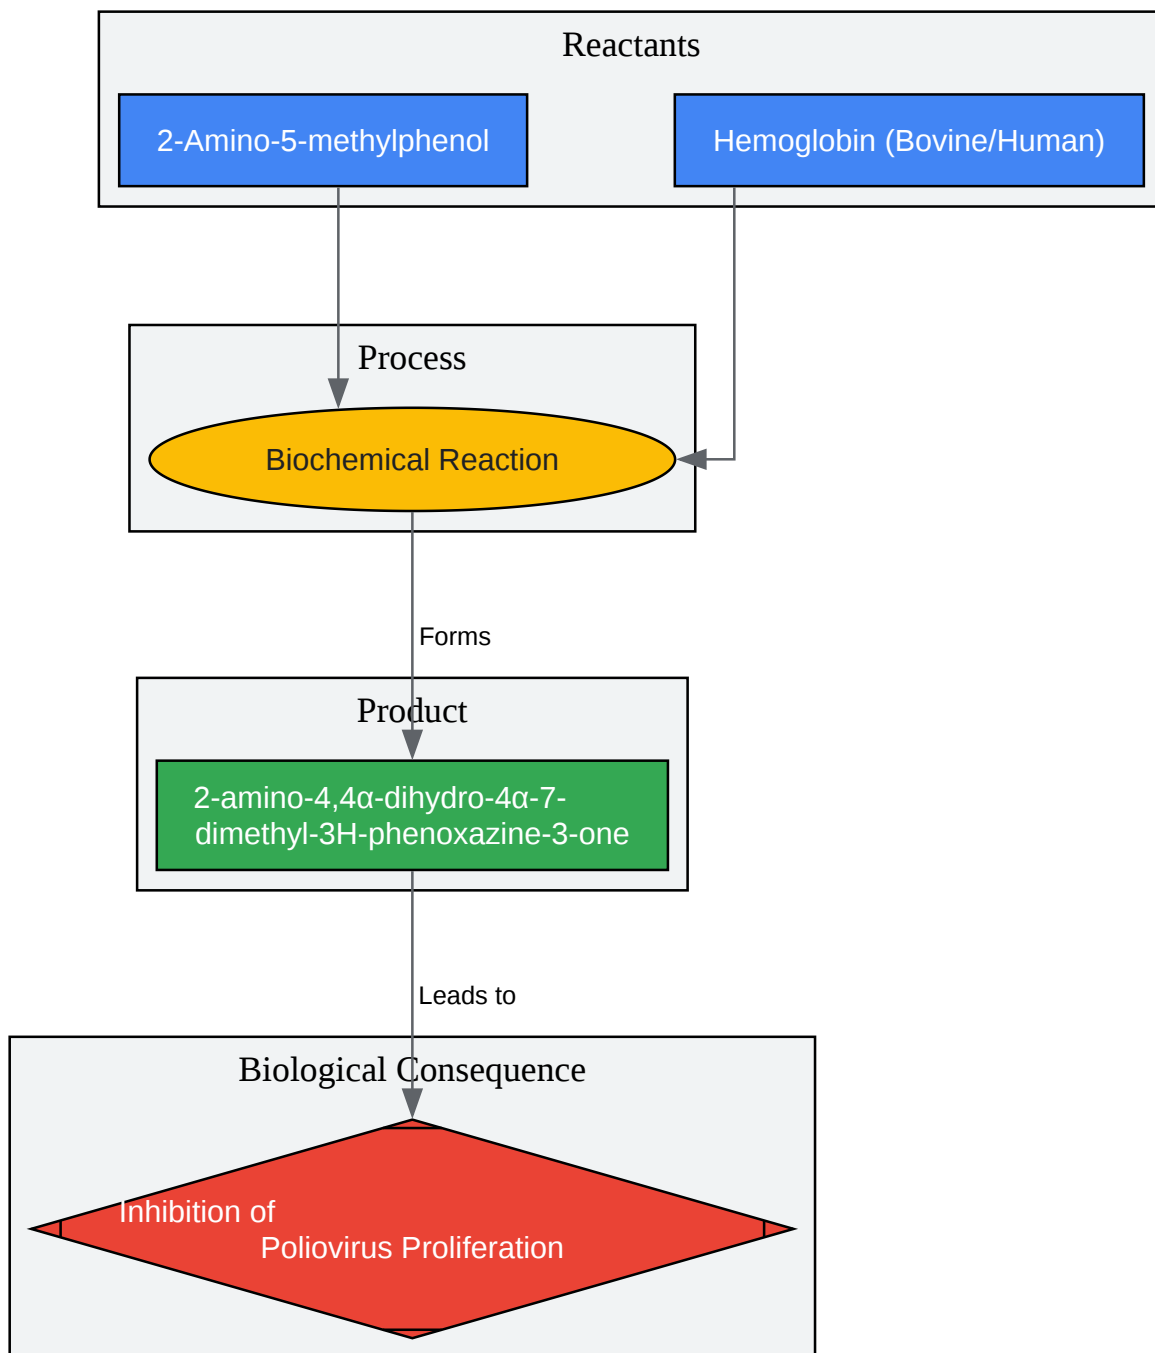 Reactants
2-Amino-5-methylphenol
Hemoglobin (Bovine/Human)
Process
Biochemical Reaction
Forms
Product
2-amino-4,4α-dihydro-4α-7-
dimethyl-3H-phenoxazine-3-one
Leads to
Biological Consequence
Inhibition of
Poliovirus Proliferation